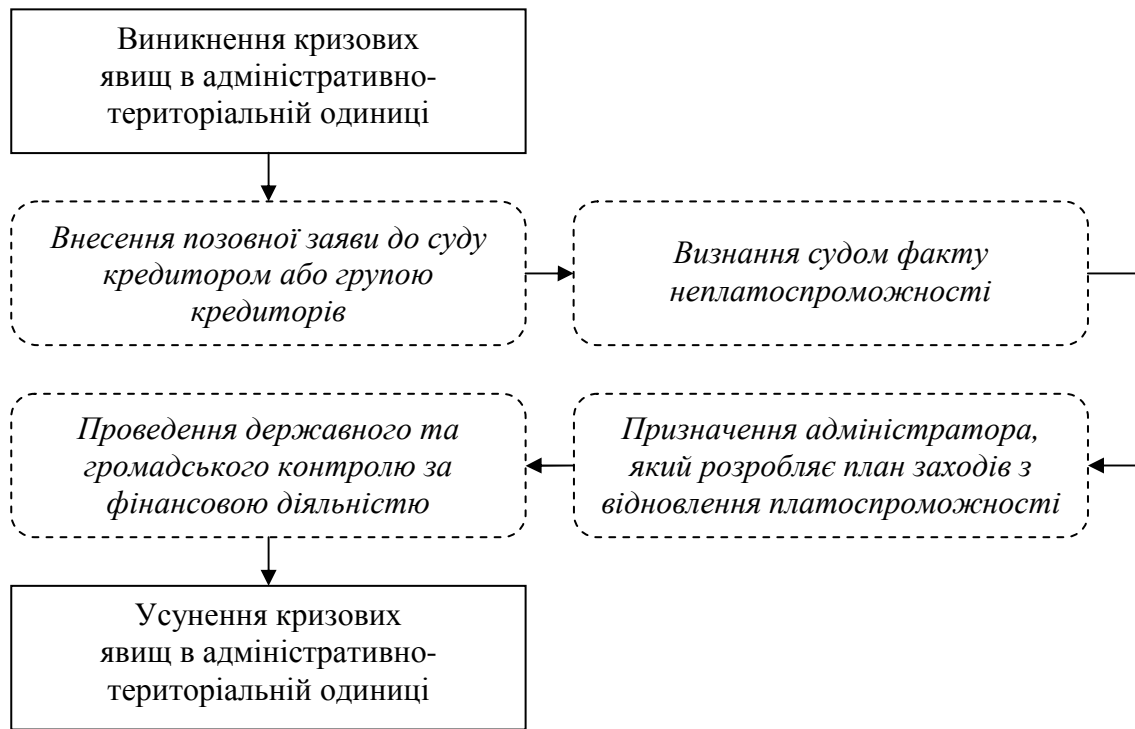 Виникнення кризових
явищ в адміністративно-
територіальній одиниці
Внесення позовної заяви до суду
кредитором або групою
кредиторів
Визнання судом факту
неплатоспроможності
Призначення адміністратора,
який розробляє план заходів з
відновлення платоспроможності
Проведення державного та
громадського контролю за
фінансовою діяльністю
Усунення кризових
явищ в адміністративно-
територіальній одиниці